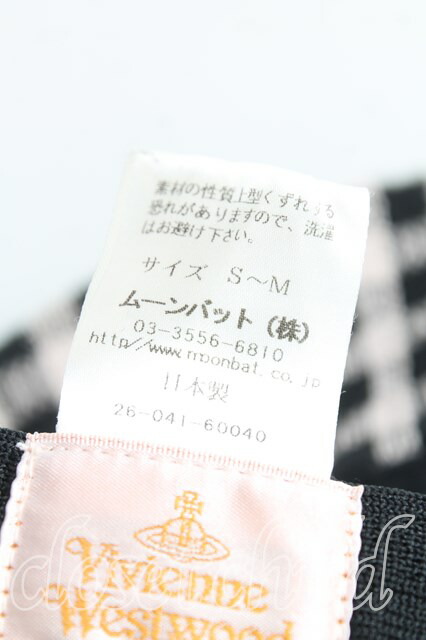 素材の性質上型くずれする
恐れがありますので、洗濯
はお避け下さい。
サイズ S～M
ムーンバット (株)
03-3556-6810
http://www.moonbat.co.jp
日本製
26-041-60040
Vivienne
Westwood